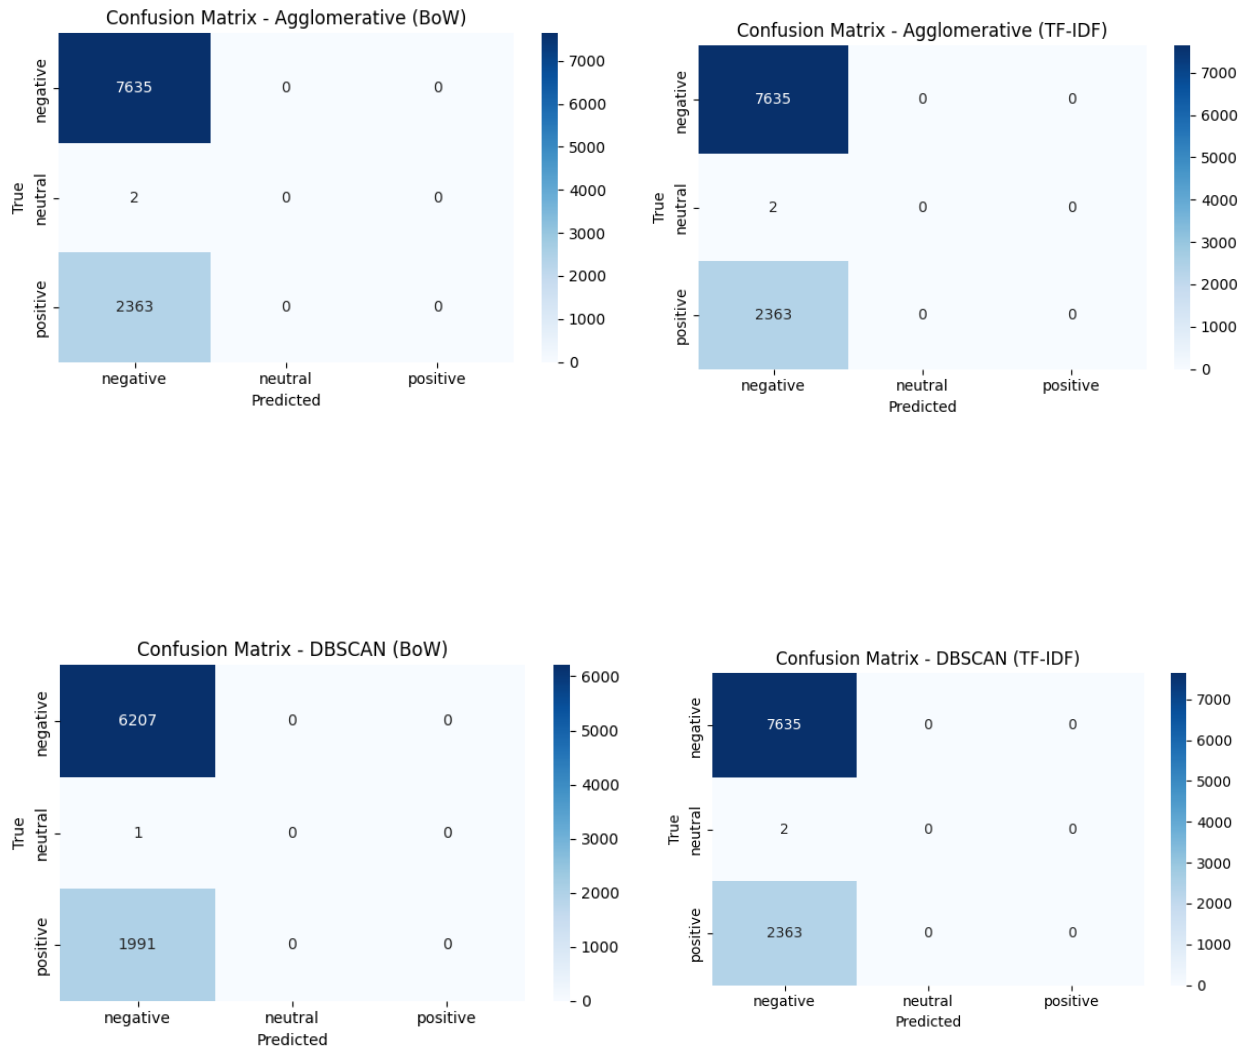 Confusion Matrix - Agglomerative (BoW)
negative 7635 0 0
neutral 2 0 0
positive 2363 0 0
True
negative neutral positive
Predicted
7000
6000
5000
4000
3000
2000
1000
0
Confusion Matrix - Agglomerative (TF-IDF)
negative 7635 0 0
neutral 2 0 0
positive 2363 0 0
True
negative neutral positive
Predicted
7000
6000
5000
4000
3000
2000
1000
0
Confusion Matrix - DBSCAN (BoW)
negative 6207 0 0
neutral 1 0 0
positive 1991 0 0
True
negative neutral positive
Predicted
6000
5000
4000
3000
2000
1000
0
Confusion Matrix - DBSCAN (TF-IDF)
negative 7635 0 0
neutral 2 0 0
positive 2363 0 0
True
negative neutral positive
Predicted
7000
6000
5000
4000
3000
2000
1000
0